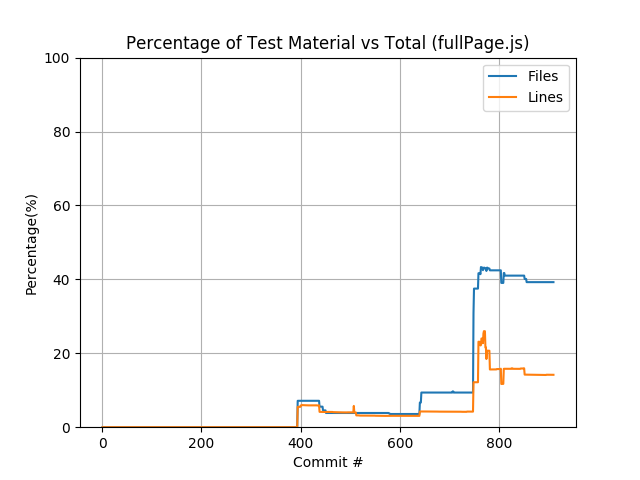 Percentage of Test Material vs Total (fullPage.js)
Files
Lines
Percentage(%)
100
80
60
40
20
0
0 200 400 600 800
Commit #